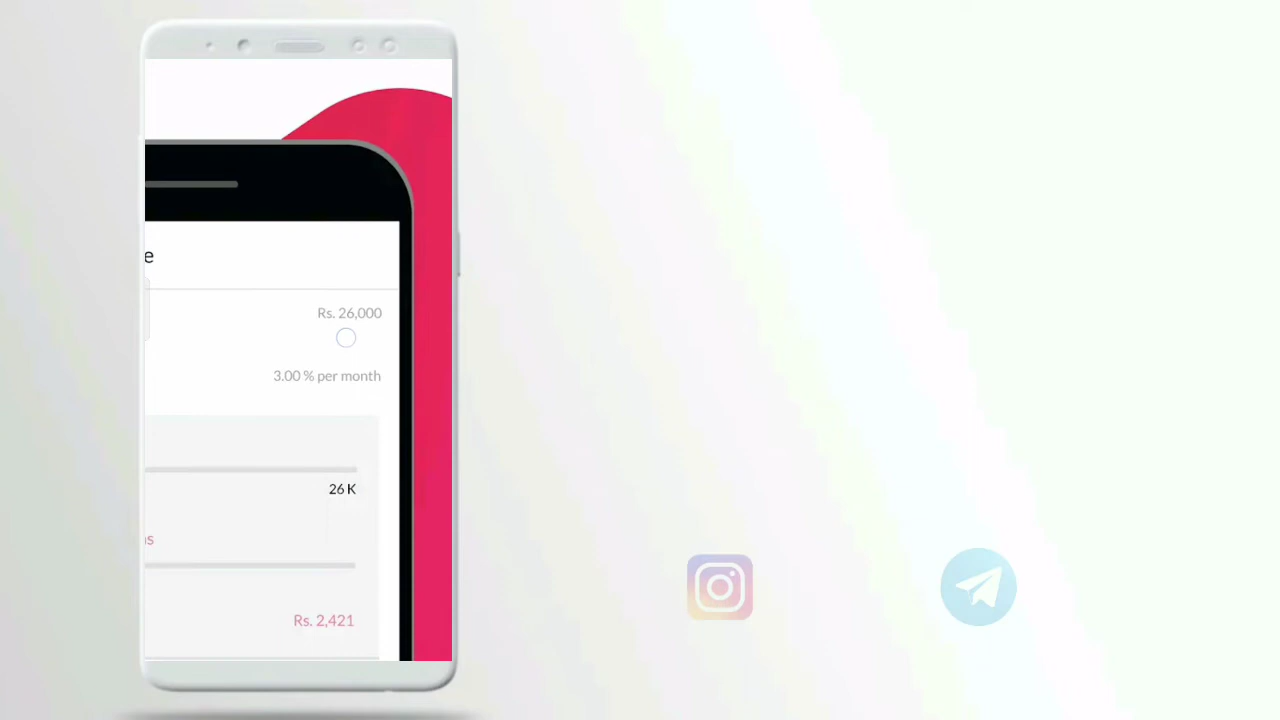 Rs. 26,000
3.00 % per month
26 K
Rs. 2,421